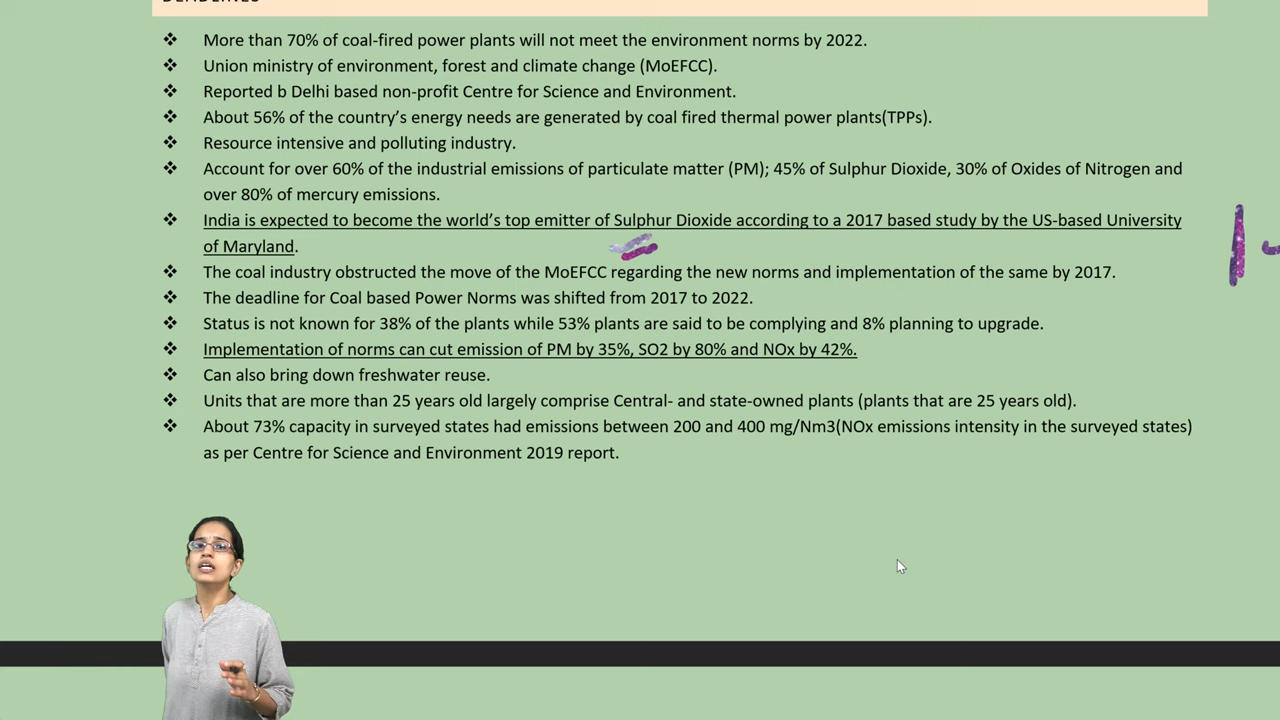 ❖ More than 70% of coal-fired power plants will not meet the environment norms by 2022.
❖ Union ministry of environment, forest and climate change (MoEFCC).
❖ Reported b Delhi based non-profit Centre for Science and Environment.
❖ About 56% of the country’s energy needs are generated by coal fired thermal power plants(TPPs).
❖ Resource intensive and polluting industry.
❖ Account for over 60% of the industrial emissions of particulate matter (PM); 45% of Sulphur Dioxide, 30% of Oxides of Nitrogen and
over 80% of mercury emissions.
❖ India is expected to become the world’s top emitter of Sulphur Dioxide according to a 2017 based study by the US-based University
of Maryland.
❖ The coal industry obstructed the move of the MoEFCC regarding the new norms and implementation of the same by 2017.
❖ The deadline for Coal based Power Norms was shifted from 2017 to 2022.
❖ Status is not known for 38% of the plants while 53% plants are said to be complying and 8% planning to upgrade.
❖ Implementation of norms can cut emission of PM by 35%, SO2 by 80% and NOx by 42%.
❖ Can also bring down freshwater reuse.
❖ Units that are more than 25 years old largely comprise Central- and state-owned plants (plants that are 25 years old).
❖ About 73% capacity in surveyed states had emissions between 200 and 400 mg/Nm3(NOx emissions intensity in the surveyed states)
as per Centre for Science and Environment 2019 report.